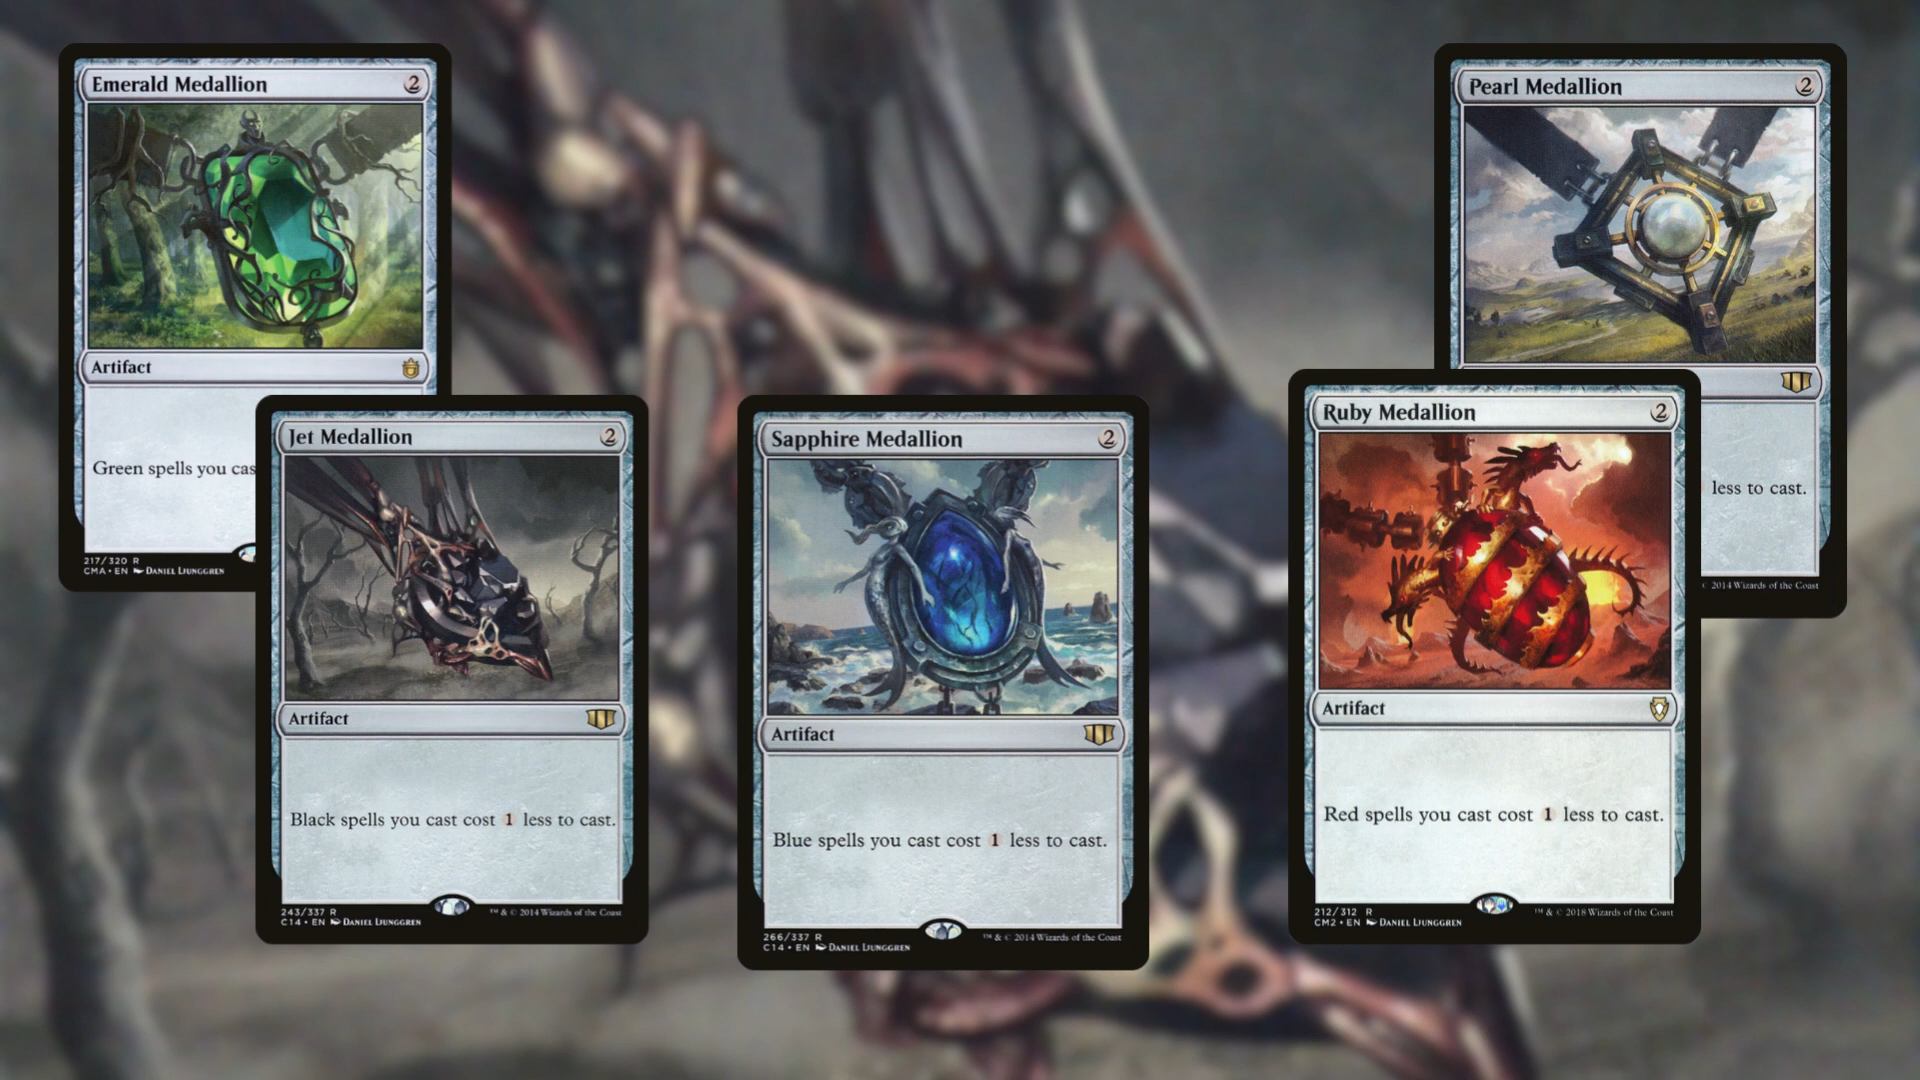 Emerald Medallion 2
Artifact
Green spells you cas
217/320 R
CMA • EN DANIEL LJUNGGREN
Jet Medallion 2
Artifact
Black spells you cast cost 1 less to cast.
243/337 R ™ & © 2014 Wizards of the Coast
C14 • EN DANIEL LJUNGGREN
Sapphire Medallion 2
Artifact
Blue spells you cast cost 1 less to cast.
266/337 R ™ & © 2014 Wizards of the Coast
C14 • EN DANIEL LJUNGGREN
Pearl Medallion 2
less to cast.
© 2014 Wizards of the Coast
Ruby Medallion 2
Artifact
Red spells you cast cost 1 less to cast.
212/312 R ™ & © 2018 Wizards of the Coast
CM2 • EN DANIEL LJUNGGREN